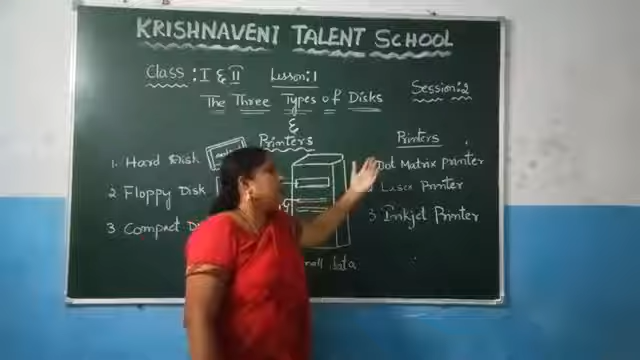 KRISHNAVENI TALENT SCHOOL
Class : I & II Lesson:1
Session:2
The Three Types of Disks
&
Printers
1. Hard Disk
2 Floppy Disk
3 Compact
Printers
Dot Matrix Printer
Laser Printer
3 Inkjet Printer
data